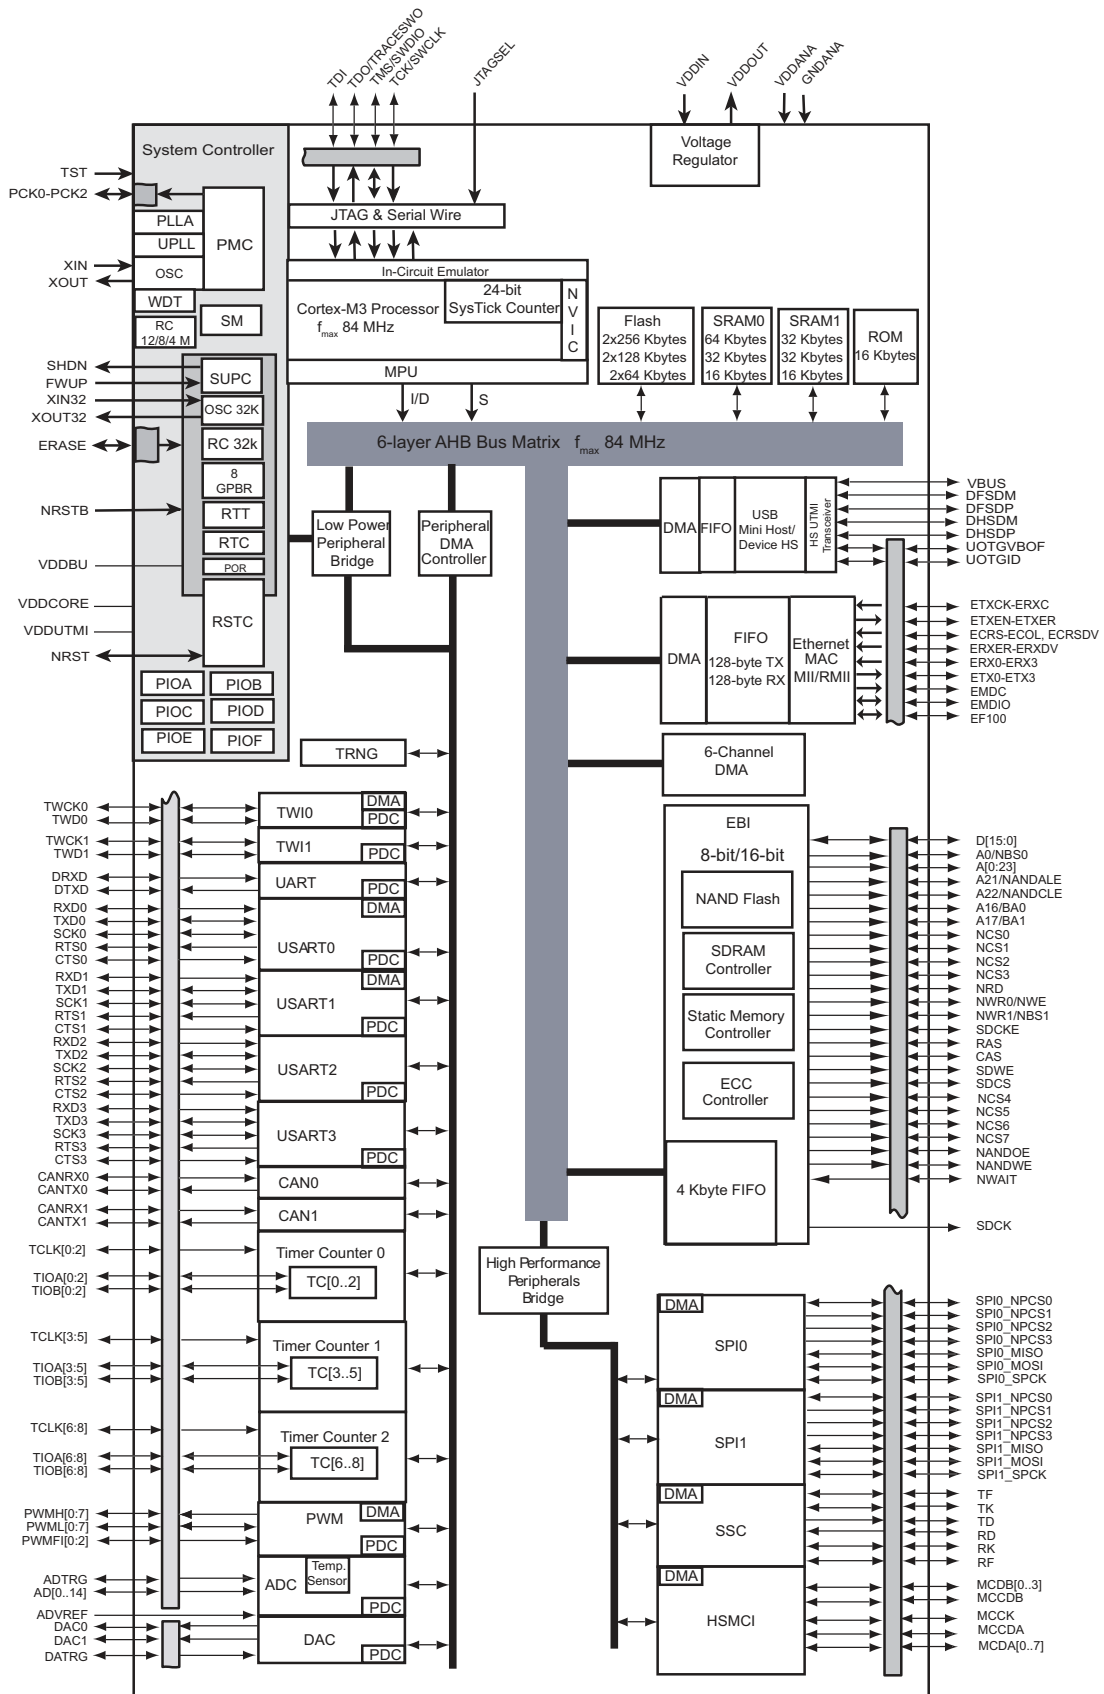 TDI
TDO/TRACESWO
TMS/SWDIO
TCK/SWCLK
JTAGSEL
VDDIN
VDDOUT
VDDANA
GNDANA
System Controller
Voltage
Regulator
TST
PCK0-PCK2
PLLA
UPLL
PMC
JTAG & Serial Wire
XIN
XOUT
OSC
WDT
RC
12/8/4 M
SM
In-Circuit Emulator
Cortex-M3 Processor
fmax 84 MHz
24-bit
SysTick Counter
N
V
I
C
MPU
I/D
S
Flash
2x256 Kbytes
2x128 Kbytes
2x64 Kbytes
SRAM0
64 Kbytes
32 Kbytes
16 Kbytes
SRAM1
32 Kbytes
32 Kbytes
16 Kbytes
ROM
16 Kbytes
SHDN
FWUP
XIN32
XOUT32
ERASE
NRSTB
VDDBU
VDDCORE
VDDUTMI
NRST
SUPC
OSC 32K
RC 32k
8
GPBR
RTT
RTC
POR
RSTC
PIOA
PIOB
PIOC
PIOD
PIOE
PIOF
6-layer AHB Bus Matrix fmax 84 MHz
Low Power
Peripheral
Bridge
Peripheral
DMA
Controller
DMA
FIFO
USB
Mini Host/
Device HS
HS UTMI
Transceiver
VBUS
DFSDM
DFSDP
DHSDM
DHSDP
UOTGVBOF
UOTGID
DMA
FIFO
128-byte TX
128-byte RX
Ethernet
MAC
MII/RMII
ETXCK-ERXC
ETXEN-ETXER
ECRS-ECOL, ECRSDV
ERXER-ERXDV
ERX0-ERX3
ETX0-ETX3
EMDC
EMDIO
EF100
TRNG
6-Channel
DMA
TWCK0
TWD0
TWI0
DMA
PDC
TWCK1
TWD1
TWI1
PDC
DRXD
DTXD
UART
PDC
RXD0
TXD0
SCK0
RTS0
CTS0
USART0
DMA
PDC
RXD1
TXD1
SCK1
RTS1
CTS1
USART1
DMA
PDC
RXD2
TXD2
SCK2
RTS2
CTS2
USART2
PDC
RXD3
TXD3
SCK3
RTS3
CTS3
USART3
PDC
CANRX0
CANTX0
CAN0
CANRX1
CANTX1
CAN1
TCLK[0:2]
TIOA[0:2]
TIOB[0:2]
Timer Counter 0
TC[0..2]
TCLK[3:5]
TIOA[3:5]
TIOB[3:5]
Timer Counter 1
TC[3..5]
TCLK[6:8]
TIOA[6:8]
TIOB[6:8]
Timer Counter 2
TC[6..8]
PWMH[0:7]
PWML[0:7]
PWMFI[0:2]
PWM
DMA
PDC
ADTRG
AD[0..14]
ADC
Temp.
Sensor
PDC
ADVREF
DAC0
DAC1
DATRG
DAC
PDC
EBI
8-bit/16-bit
NAND Flash
SDRAM
Controller
Static Memory
Controller
ECC
Controller
4 Kbyte FIFO
D[15:0]
A0/NBS0
A[0:23]
A21/NANDALE
A22/NANDCLE
A16/BA0
A17/BA1
NCS0
NCS1
NCS2
NCS3
NRD
NWR0/NWE
NWR1/NBS1
SDCKE
RAS
CAS
SDWE
SDCS
NCS4
NCS5
NCS6
NCS7
NANDOE
NANDWE
NWAIT
SDCK
High Performance
Peripherals
Bridge
DMA
SPI0
SPI0_NPCS0
SPI0_NPCS1
SPI0_NPCS2
SPI0_NPCS3
SPI0_MISO
SPI0_MOSI
SPI0_SPCK
DMA
SPI1
SPI1_NPCS0
SPI1_NPCS1
SPI1_NPCS2
SPI1_NPCS3
SPI1_MISO
SPI1_MOSI
SPI1_SPCK
DMA
SSC
TF
TK
TD
RD
RK
RF
DMA
HSMCI
MCDB[0..3]
MCCDB
MCCK
MCCDA
MCDA[0..7]